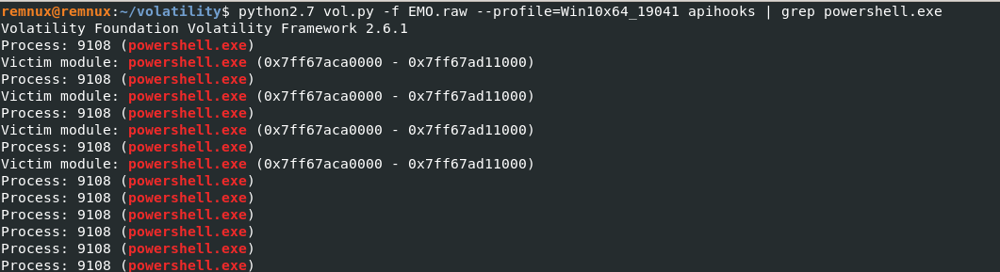 remnux@remnux:~/volatility$ python2.7 vol.py -f EMO.raw --profile=Win10x64_19041 apihooks | grep powershell.exe
Volatility Foundation Volatility Framework 2.6.1
Process: 9108 (powershell.exe)
Victim module: powershell.exe (0x7ff67aca0000 - 0x7ff67ad11000)
Process: 9108 (powershell.exe)
Victim module: powershell.exe (0x7ff67aca0000 - 0x7ff67ad11000)
Process: 9108 (powershell.exe)
Victim module: powershell.exe (0x7ff67aca0000 - 0x7ff67ad11000)
Process: 9108 (powershell.exe)
Victim module: powershell.exe (0x7ff67aca0000 - 0x7ff67ad11000)
Process: 9108 (powershell.exe)
Process: 9108 (powershell.exe)
Process: 9108 (powershell.exe)
Process: 9108 (powershell.exe)
Process: 9108 (powershell.exe)
Process: 9108 (powershell.exe)